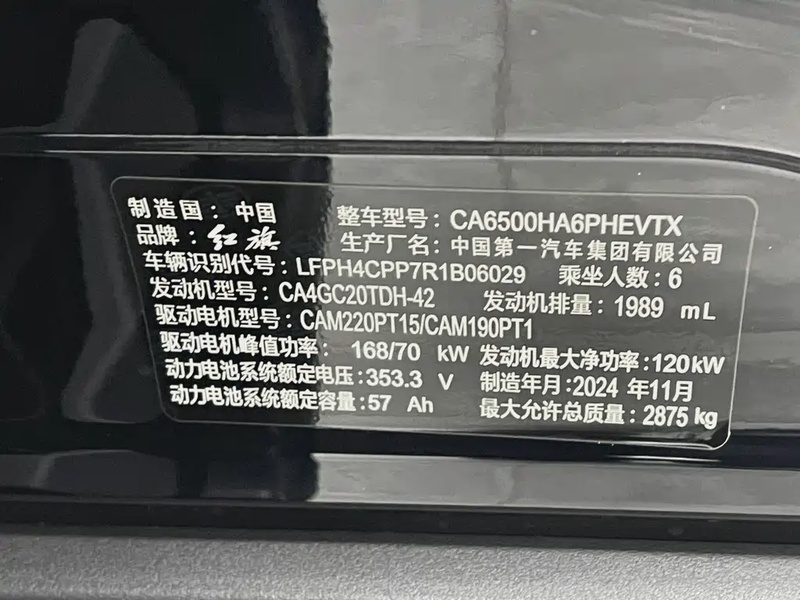 制造国：中国 整车型号：CA6500HA6PHEVTX
品牌：红旗 生产厂名：中国第一汽车集团有限公司
车辆识别代号：LFPH4CPP7R1B06029 乘坐人数：6
发动机型号：CA4GC20TDH-42 发动机排量：1989 mL
驱动电机型号：CAM220PT15/CAM190PT1
驱动电机峰值功率：168/70 kW 发动机最大净功率：120kW
动力电池系统额定电压：353.3 V 制造年月：2024 年11月
动力电池系统额定容量：57 Ah 最大允许总质量：2875 kg